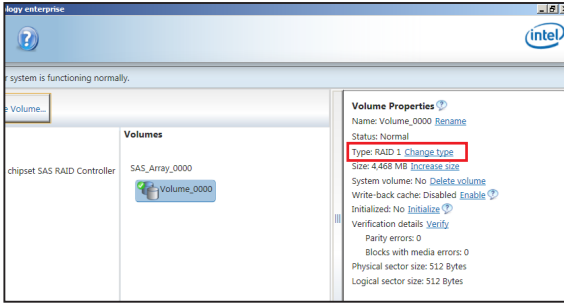 ology enterprise
intel
r system is functioning normally.
e Volume...
Volumes
chipset SAS RAID Controller
SAS_Array_0000
Volume_0000
Volume Properties
Name: Volume_0000 Rename
Status: Normal
Type: RAID 1 Change type
Size: 4,468 MB Increase size
System volume: No Delete volume
Write-back cache: Disabled Enable
Initialized: No Initialize
Verification details Verify
Parity errors: 0
Blocks with media errors: 0
Physical sector size: 512 Bytes
Logical sector size: 512 Bytes